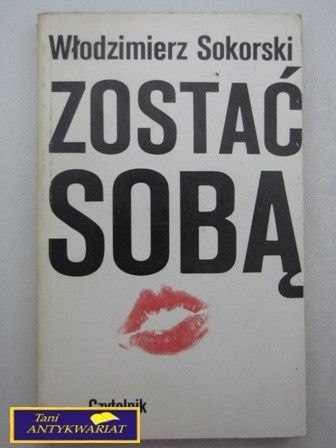 Włodzimierz Sokorski
ZOSTAĆ
SOBĄ
Czytelnik
Tani
ANTYKWARIAT